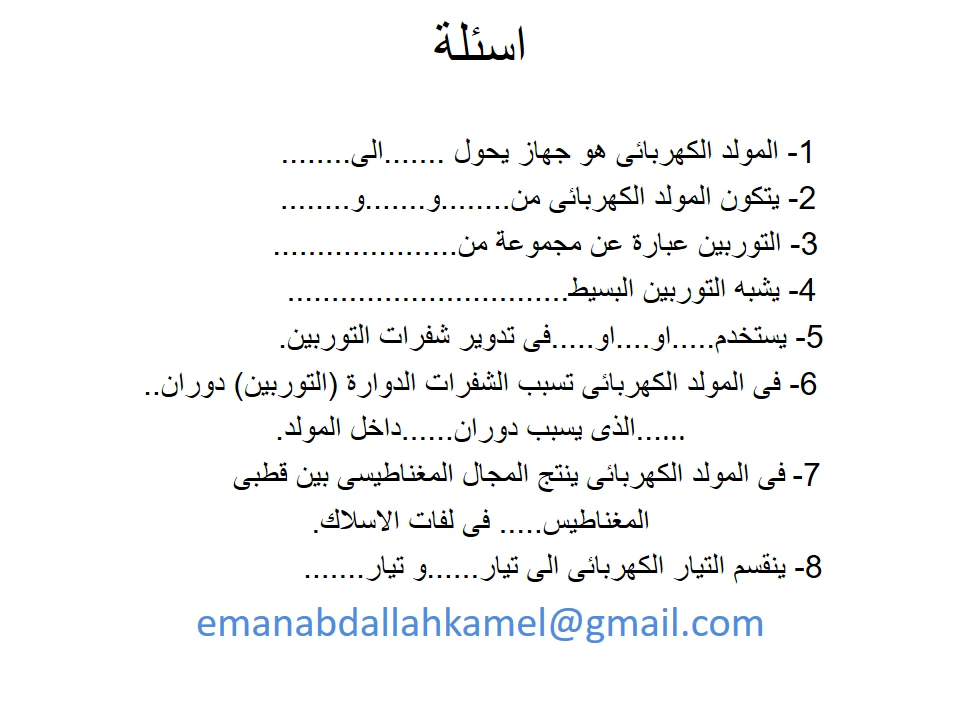 اسئلة
1- المولد الكهربائى هو جهاز يحول .......الى........
2- يتكون المولد الكهربائى من........و.......و........
3- التوربين عبارة عن مجموعة من.....................
4- يشبه التوربين البسيط................................
5- يستخدم.....او....او.....فى تدوير شفرات التوربين.
6- فى المولد الكهربائى تسبب الشفرات الدوارة (التوربين) دوران..
......الذى يسبب دوران......داخل المولد.
7- فى المولد الكهربائى ينتج المجال المغناطيسى بين قطبى
المغناطيس..... فى لفات الاسلاك.
8- ينقسم التيار الكهربائى الى تيار......و تيار.......
emanabdallahkamel@gmail.com